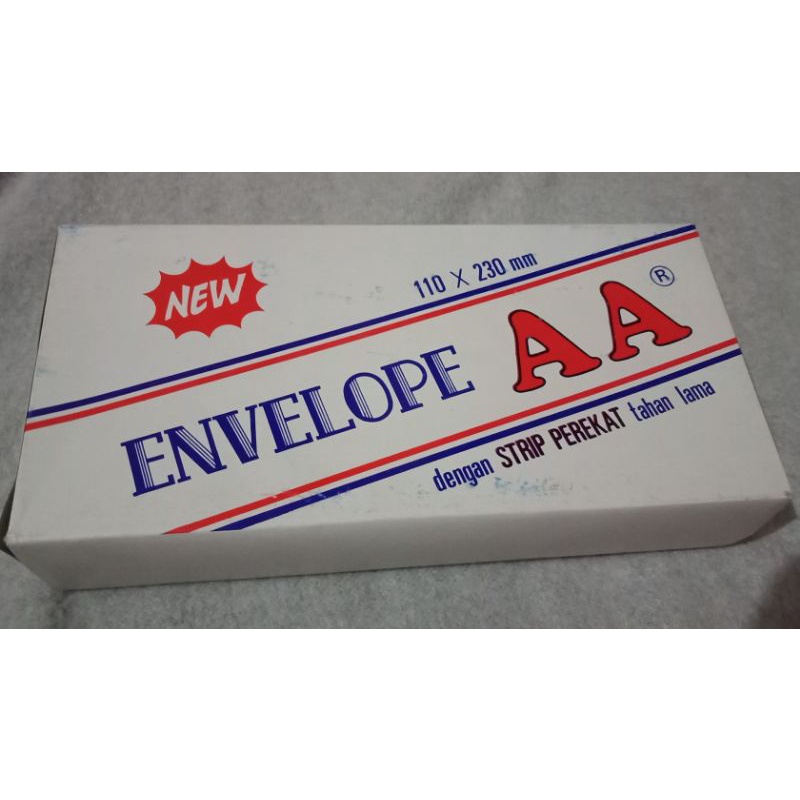 NEW
110 X 230 mm
ENVELOPE AA ®
dengan STRIP PEREKAT tahan lama